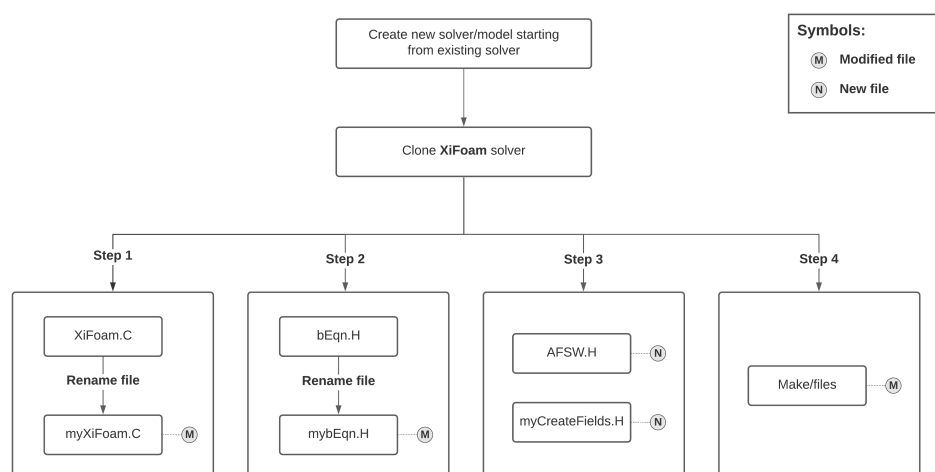 Create new solver/model starting
from existing solver
Symbols:
M Modified file
N New file
Clone XiFoam solver
Step 1
Step 2
Step 3
Step 4
XiFoam.C
Rename file
myXiFoam.C M
bEqn.H
Rename file
mybEqn.H M
AFSW.H N
myCreateFields.H N
Make/files M